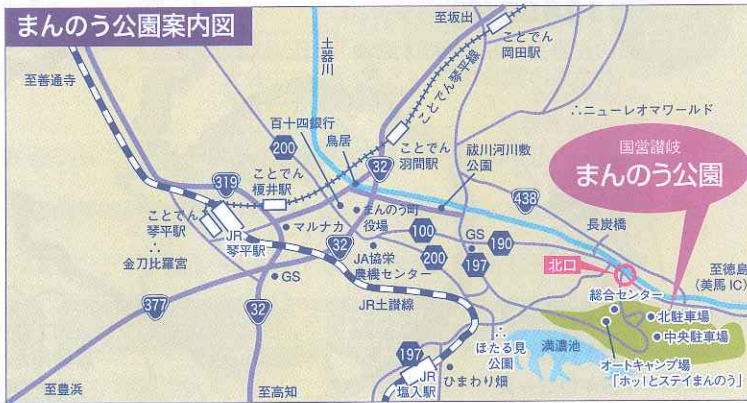 まんのう公園案内図
至坂出
ことでん
岡田駅
土器川
ことでん琴平線
至善通寺
∴ニューレオマワールド
百十四銀行
鳥居
200
ことでん
羽間駅
祓川河川敷
公園
国営讃岐
まんのう公園
32
319
ことでん
榎井駅
438
ことでん
琴平駅
JR
琴平駅
マルナカ
まんのう町
役場
100
GS
190
長炭橋
∴
金刀比羅宮
32
JA協栄
農機センター
200
197
北口
至徳島
(美馬IC)
GS
総合センター
377
32
JR土讃線
北駐車場
中央駐車場
∴
ほたる見
公園
満濃池
197
JR
塩入駅
ひまわり畑
オートキャンプ場
「ホッ!とステイまんのう」
至豊浜
至高知